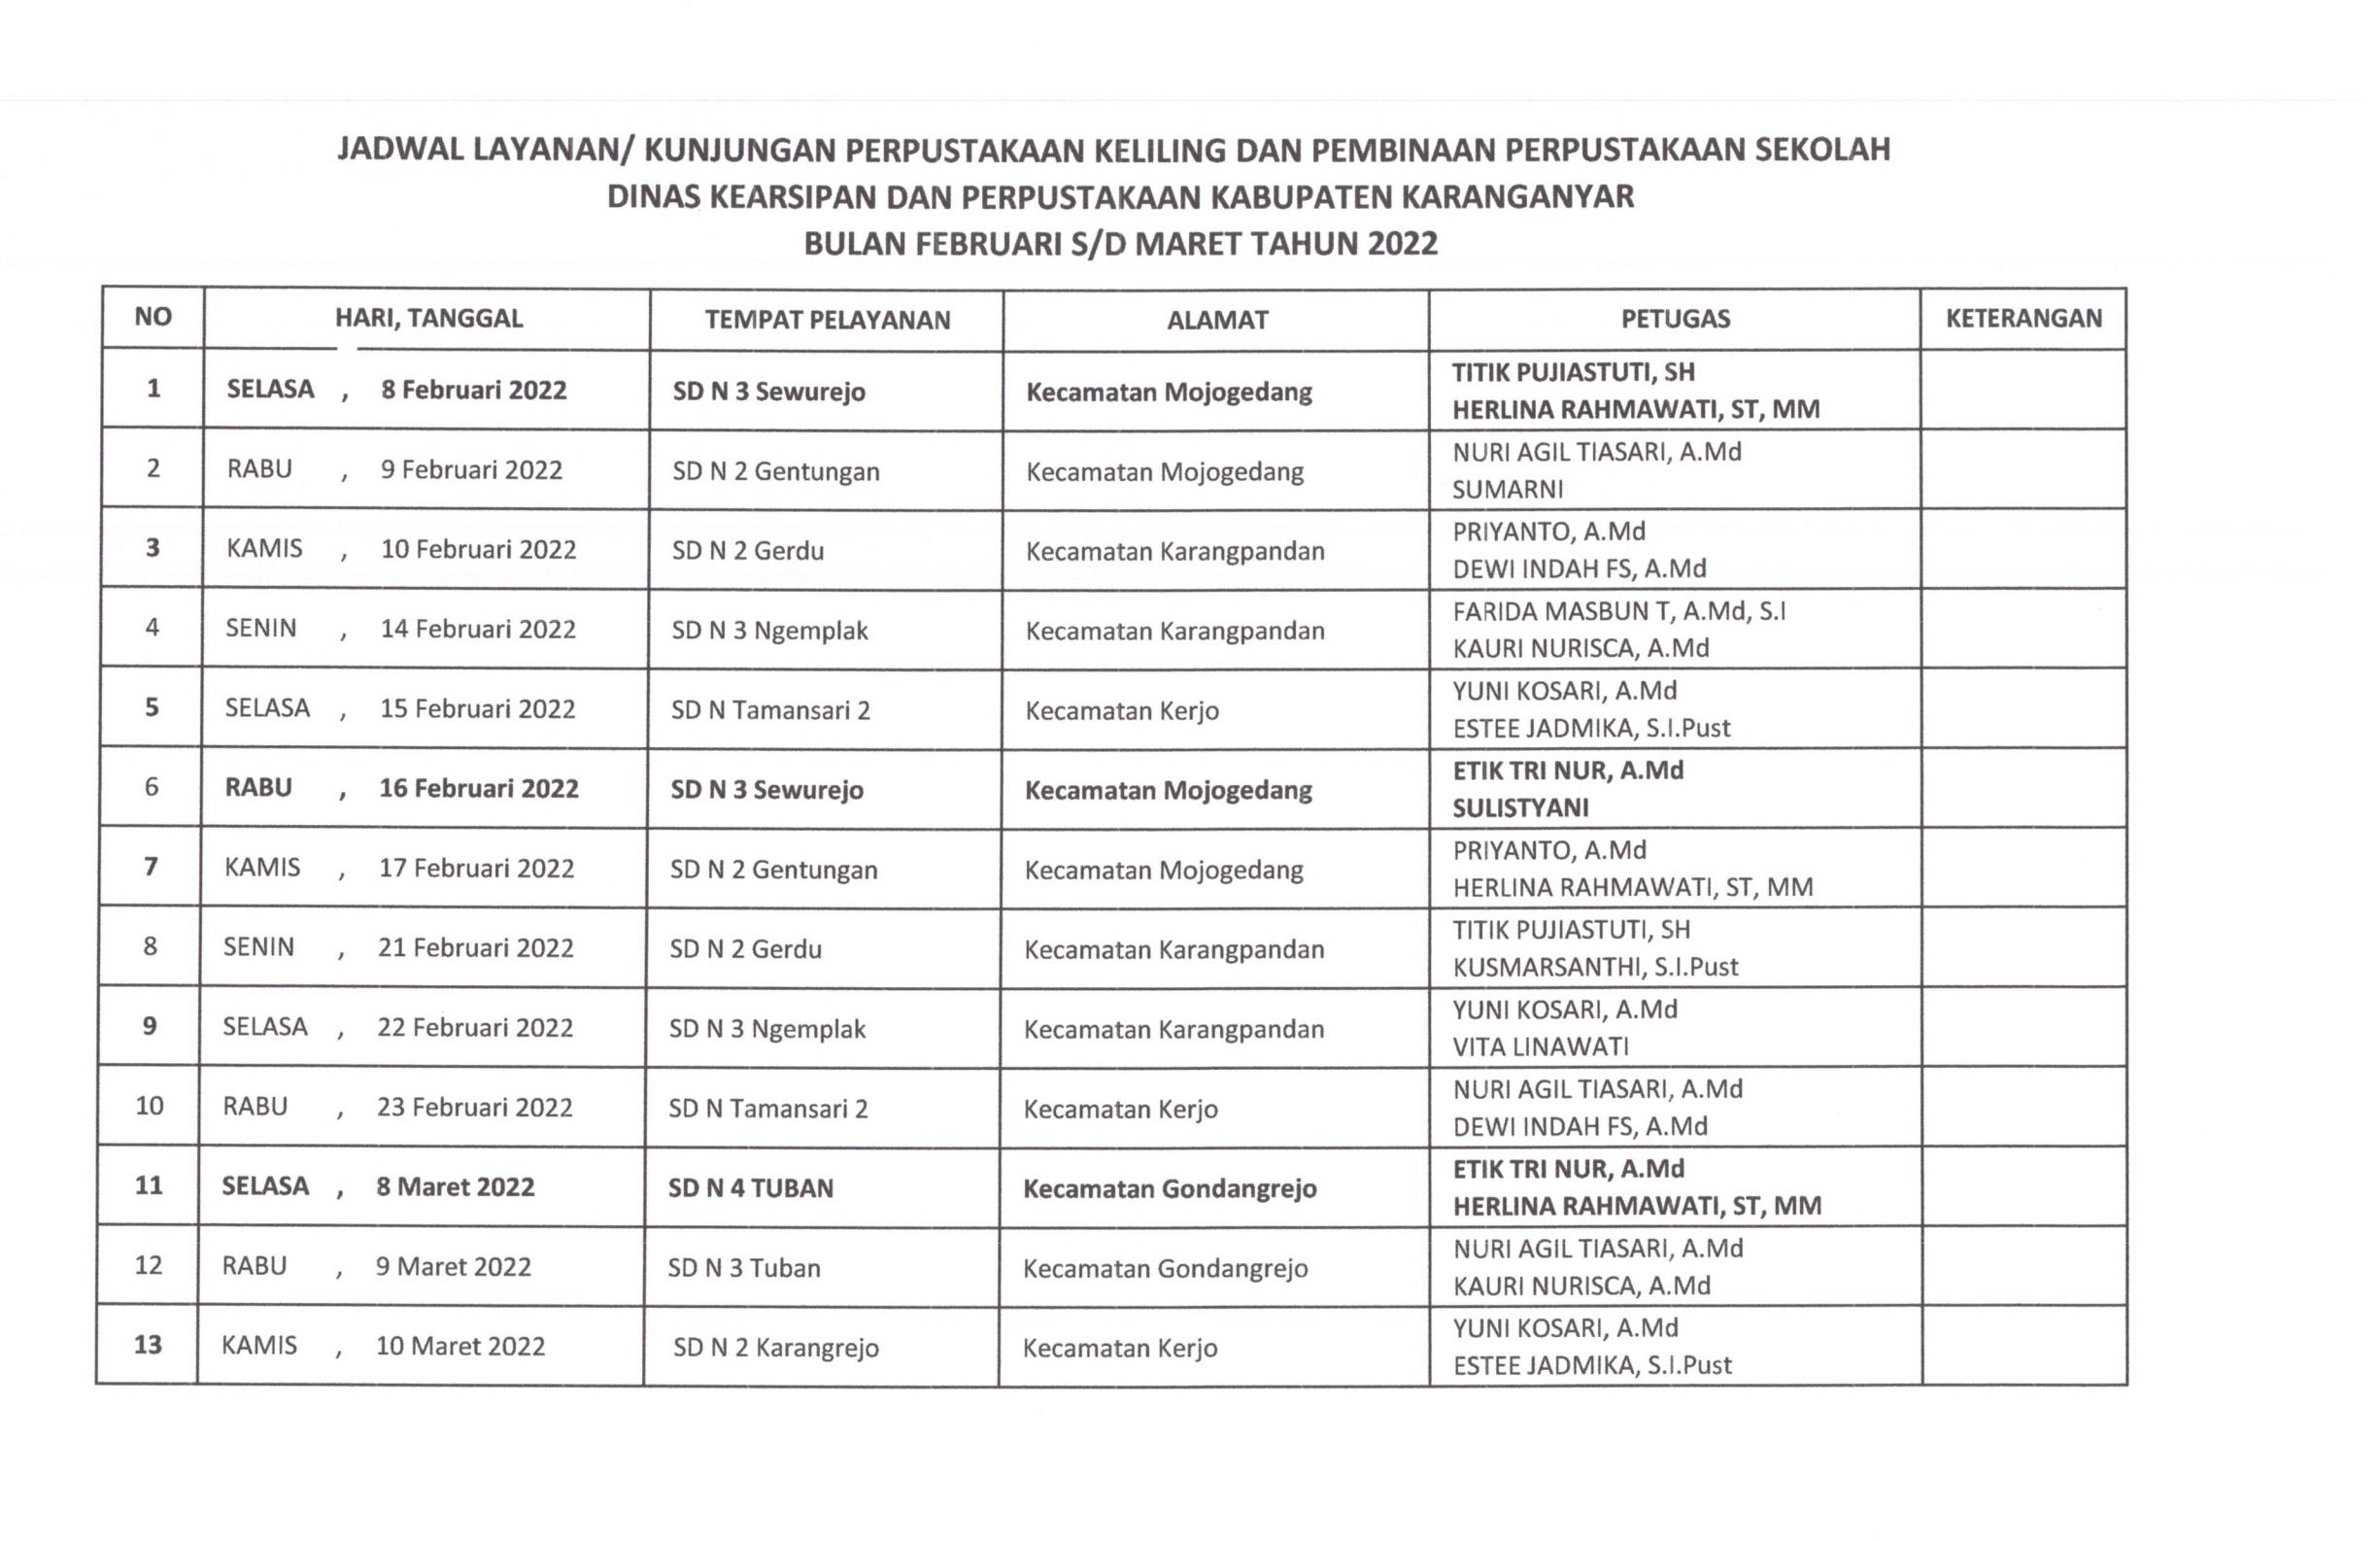 JADWAL LAYANAN/ KUNJUNGAN PERPUSTAKAAN KELILING DAN PEMBINAAN PERPUSTAKAAN SEKOLAH
DINAS KEARSIPAN DAN PERPUSTAKAAN KABUPATEN KARANGANYAR
BULAN FEBRUARI S/D MARET TAHUN 2022
NO HARI, TANGGAL TEMPAT PELAYANAN ALAMAT PETUGAS KETERANGAN
1 SELASA , 8 Februari 2022 SD N 3 Sewurejo Kecamatan Mojogedang TITIK PUJIASTUTI, SH
HERLINA RAHMAWATI, ST, MM
2 RABU , 9 Februari 2022 SD N 2 Gentungan Kecamatan Mojogedang NURI AGIL TIASARI, A.Md
SUMARNI
3 KAMIS , 10 Februari 2022 SD N 2 Gerdu Kecamatan Karangpandan PRIYANTO, A.Md
DEWI INDAH FS, A.Md
4 SENIN , 14 Februari 2022 SD N 3 Ngemplak Kecamatan Karangpandan FARIDA MASBUN T, A.Md, S.I
KAURI NURISCA, A.Md
5 SELASA , 15 Februari 2022 SD N Tamansari 2 Kecamatan Kerjo YUNI KOSARI, A.Md
ESTEE JADMIKA, S.I.Pust
6 RABU , 16 Februari 2022 SD N 3 Sewurejo Kecamatan Mojogedang ETIK TRI NUR, A.Md
SULISTYANI
7 KAMIS , 17 Februari 2022 SD N 2 Gentungan Kecamatan Mojogedang PRIYANTO, A.Md
HERLINA RAHMAWATI, ST, MM
8 SENIN , 21 Februari 2022 SD N 2 Gerdu Kecamatan Karangpandan TITIK PUJIASTUTI, SH
KUSMARSANTHI, S.I.Pust
9 SELASA , 22 Februari 2022 SD N 3 Ngemplak Kecamatan Karangpandan YUNI KOSARI, A.Md
VITA LINAWATI
10 RABU , 23 Februari 2022 SD N Tamansari 2 Kecamatan Kerjo NURI AGIL TIASARI, A.Md
DEWI INDAH FS, A.Md
11 SELASA , 8 Maret 2022 SD N 4 TUBAN Kecamatan Gondangrejo ETIK TRI NUR, A.Md
HERLINA RAHMAWATI, ST, MM
12 RABU , 9 Maret 2022 SD N 3 Tuban Kecamatan Gondangrejo NURI AGIL TIASARI, A.Md
KAURI NURISCA, A.Md
13 KAMIS , 10 Maret 2022 SD N 2 Karangrejo Kecamatan Kerjo YUNI KOSARI, A.Md
ESTEE JADMIKA, S.I.Pust